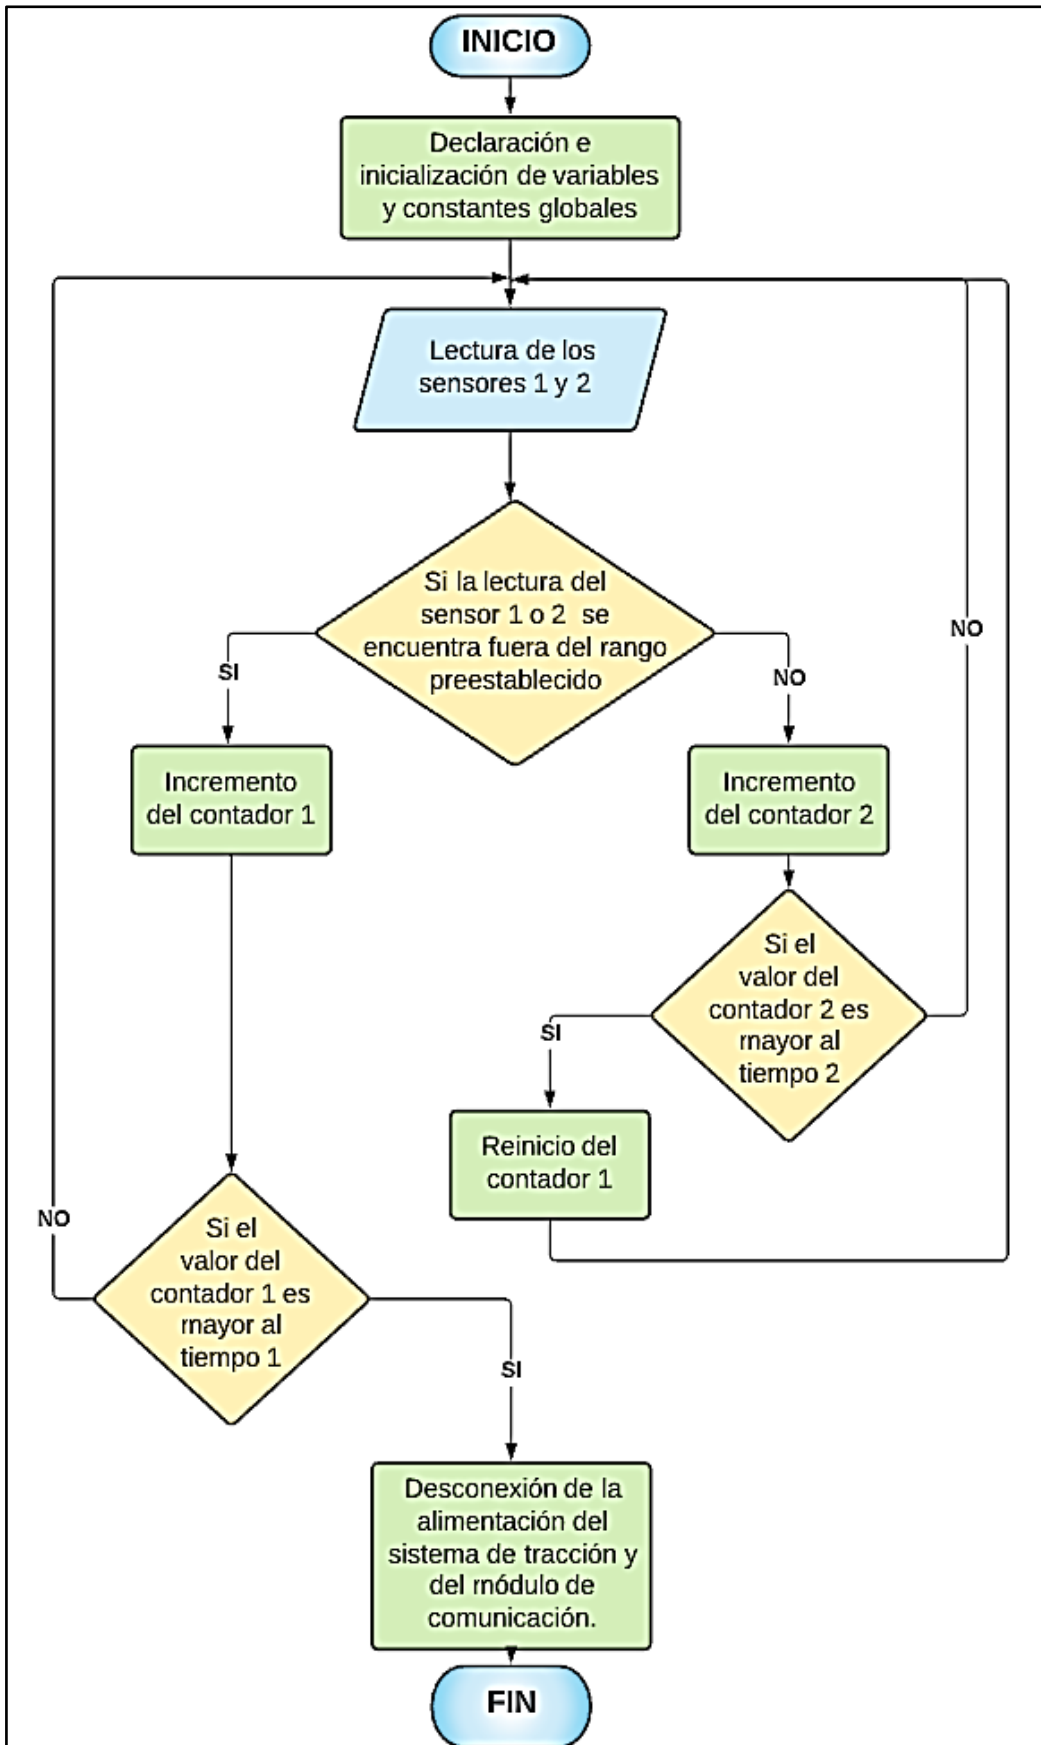 INICIO
Declaración e
inicialización de variables
y constantes globales
Lectura de los
sensores 1 y 2
Si la lectura del
sensor 1 o 2 se
encuentra fuera del rango
preestablecido
SI
NO
NO
Incremento
del contador 1
Incremento
del contador 2
Si el
valor del
contador 2 es
mayor al
tiempo 2
SI
Reinicio del
contador 1
NO
Si el
valor del
contador 1 es
mayor al
tiempo 1
SI
Desconexión de la
alimentación del
sistema de tracción y
del módulo de
comunicación.
FIN